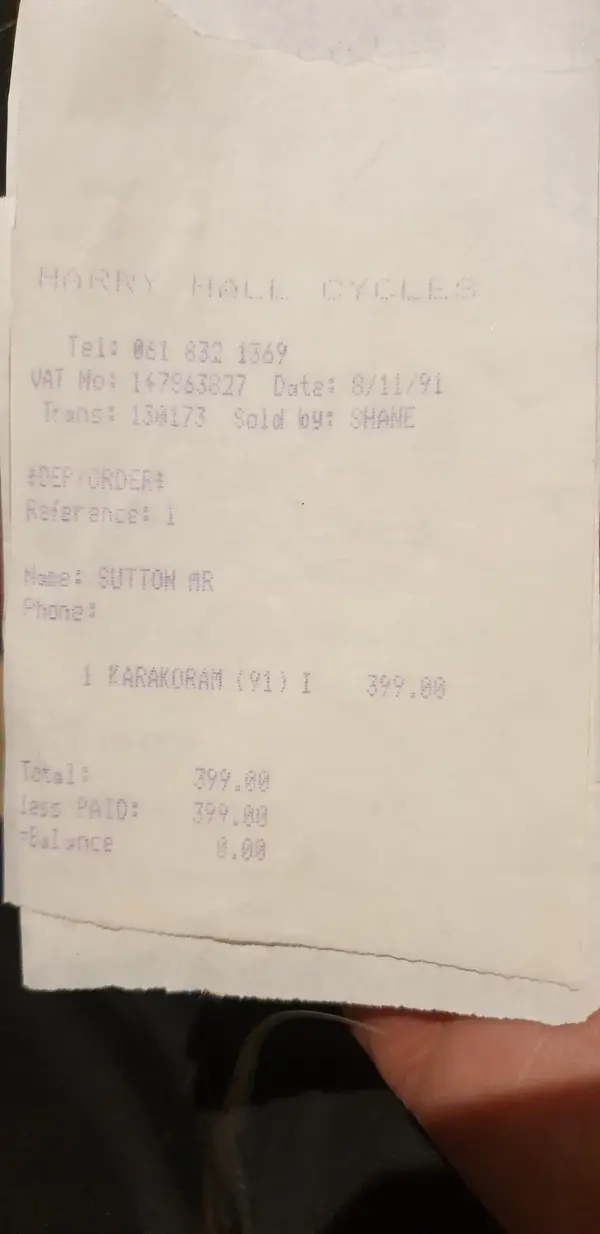 HARRY HALL CYCLES
Tel: 061 832 1369
VAT No: 147863827 Date: 8/11/91
Trans: 130173 Sold by: SHANE
*DEP/ORDER*
Reference: 1
Name: SUTTON MR
Phone:
1 KARAKORAM (91) I 399.00
Total: 399.00
less PAID: 399.00
=Balance 0.00